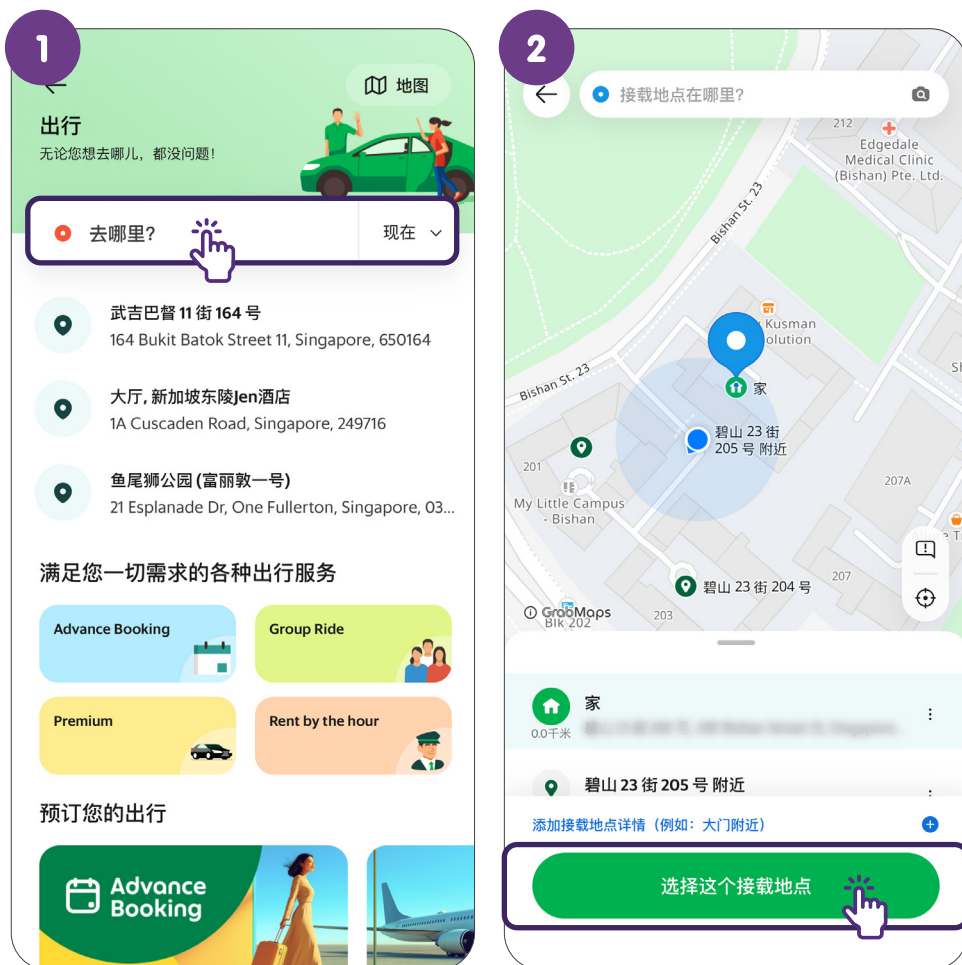 1
地图
出行
无论您想去哪儿，都没问题！
去哪里？
现在
武吉巴督 11 街 164 号
164 Bukit Batok Street 11, Singapore, 650164
大厅, 新加坡东陵Jen酒店
1A Cuscaden Road, Singapore, 249716
鱼尾狮公园 (富丽敦一号)
21 Esplanade Dr, One Fullerton, Singapore, 03...
满足您一切需求的各种出行服务
Advance Booking
Group Ride
Premium
Rent by the hour
预订您的出行
Advance
Booking
2
接载地点在哪里？
212
Edgedale
Medical Clinic
(Bishan) Pte. Ltd.
Bishan St. 23
Kusman
olution
Bishan St. 23
家
碧山 23 街
205 号 附近
201
207A
My Little Campus
- Bishan
碧山 23 街 204 号
207
GrabMaps
Blk 202
203
家
0.0千米
碧山 23 街 205 号 附近
添加接载地点详情（例如：大门附近）
选择这个接载地点